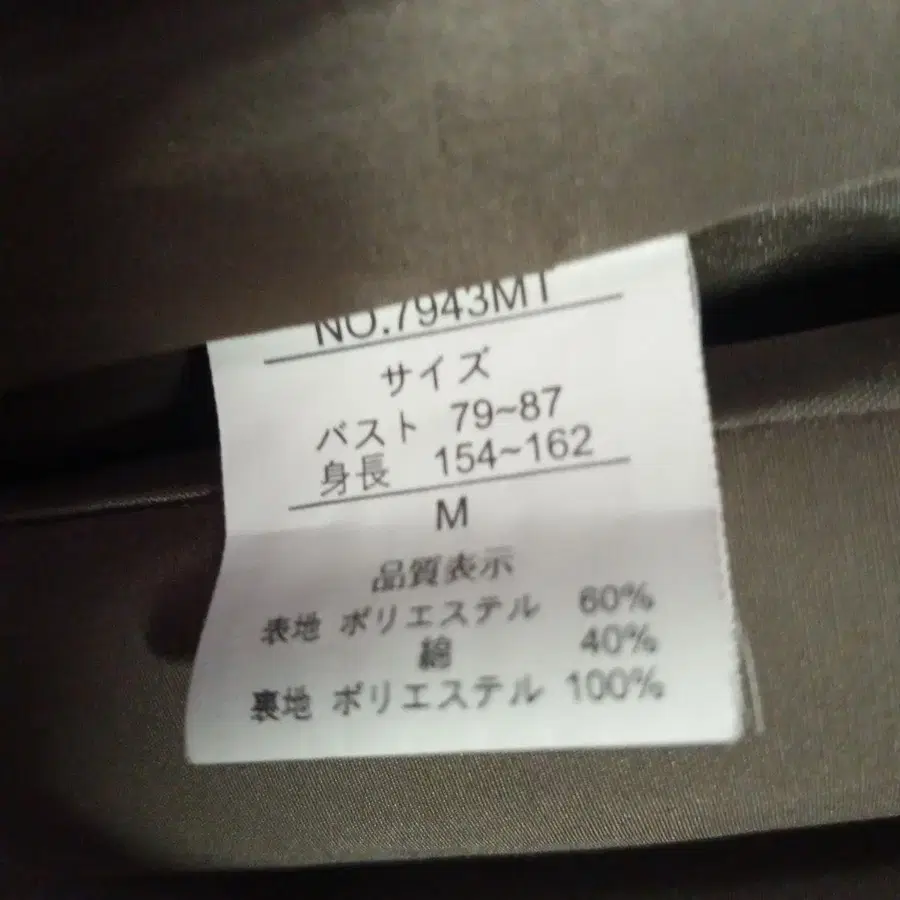 NO.7943MT
サイズ
バスト 79~87
身長 154~162
M
品質表示
表地 ポリエステル 60%
綿 40%
裏地 ポリエステル 100%